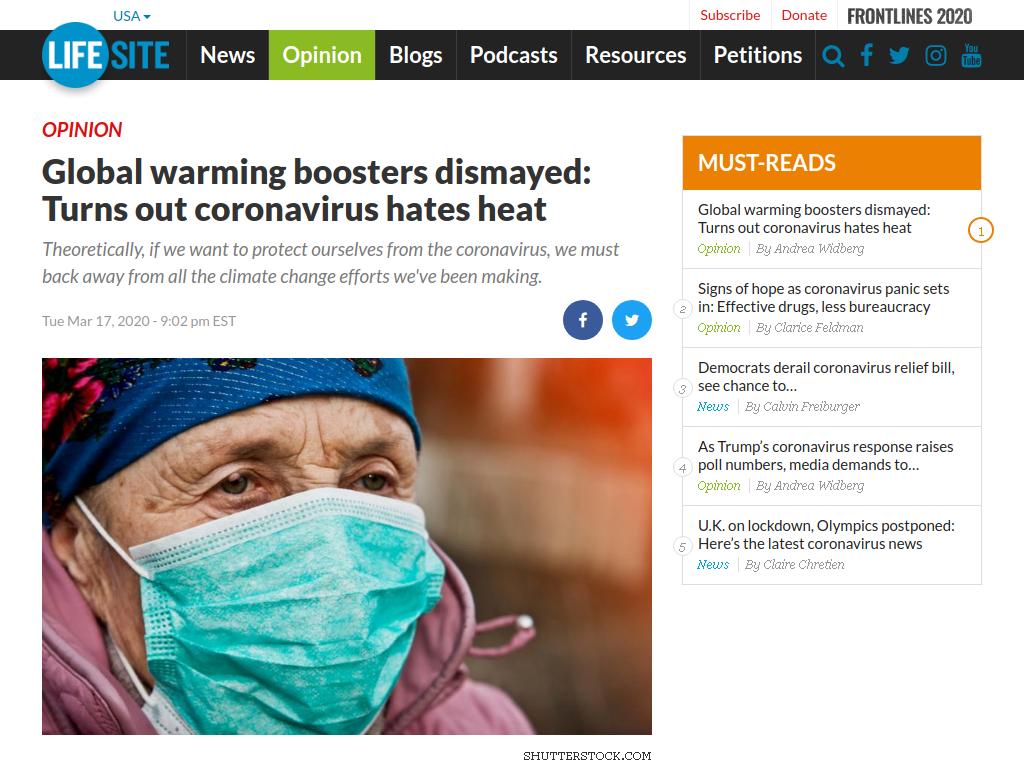 USA
Subscribe
Donate
FRONTLINES 2020
LIFE SITE
News
Opinion
Blogs
Podcasts
Resources
Petitions
You
Tube
OPINION
Global warming boosters dismayed:
Turns out coronavirus hates heat
Theoretically, if we want to protect ourselves from the coronavirus, we must
back away from all the climate change efforts we've been making.
Tue Mar 17, 2020 - 9:02 pm EST
SHUTTERSTOCK.COM
MUST-READS
Global warming boosters dismayed:
Turns out coronavirus hates heat
1
Opinion By Andrea Widberg
Signs of hope as coronavirus panic sets
in: Effective drugs, less bureaucracy
2
Opinion By Clarice Feldman
Democrats derail coronavirus relief bill,
see chance to…
3
News By Calvin Freiburger
As Trump’s coronavirus response raises
poll numbers, media demands to…
4
Opinion By Andrea Widberg
U.K. on lockdown, Olympics postponed:
Here’s the latest coronavirus news
5
News By Claire Chretien